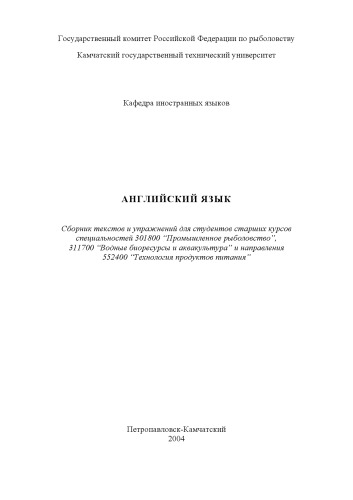 Государственный комитет Российской Федерации по рыболовству
Камчатский государственный технический университет
Кафедра иностранных языков
АНГЛИЙСКИЙ ЯЗЫК
Сборник текстов и упражнений для студентов старших курсов
специальностей 301800 “Промышленное рыболовство”,
311700 “Водные биоресурсы и аквакультура” и направления
552400 “Технология продуктов питания”
Петропавловск-Камчатский
2004